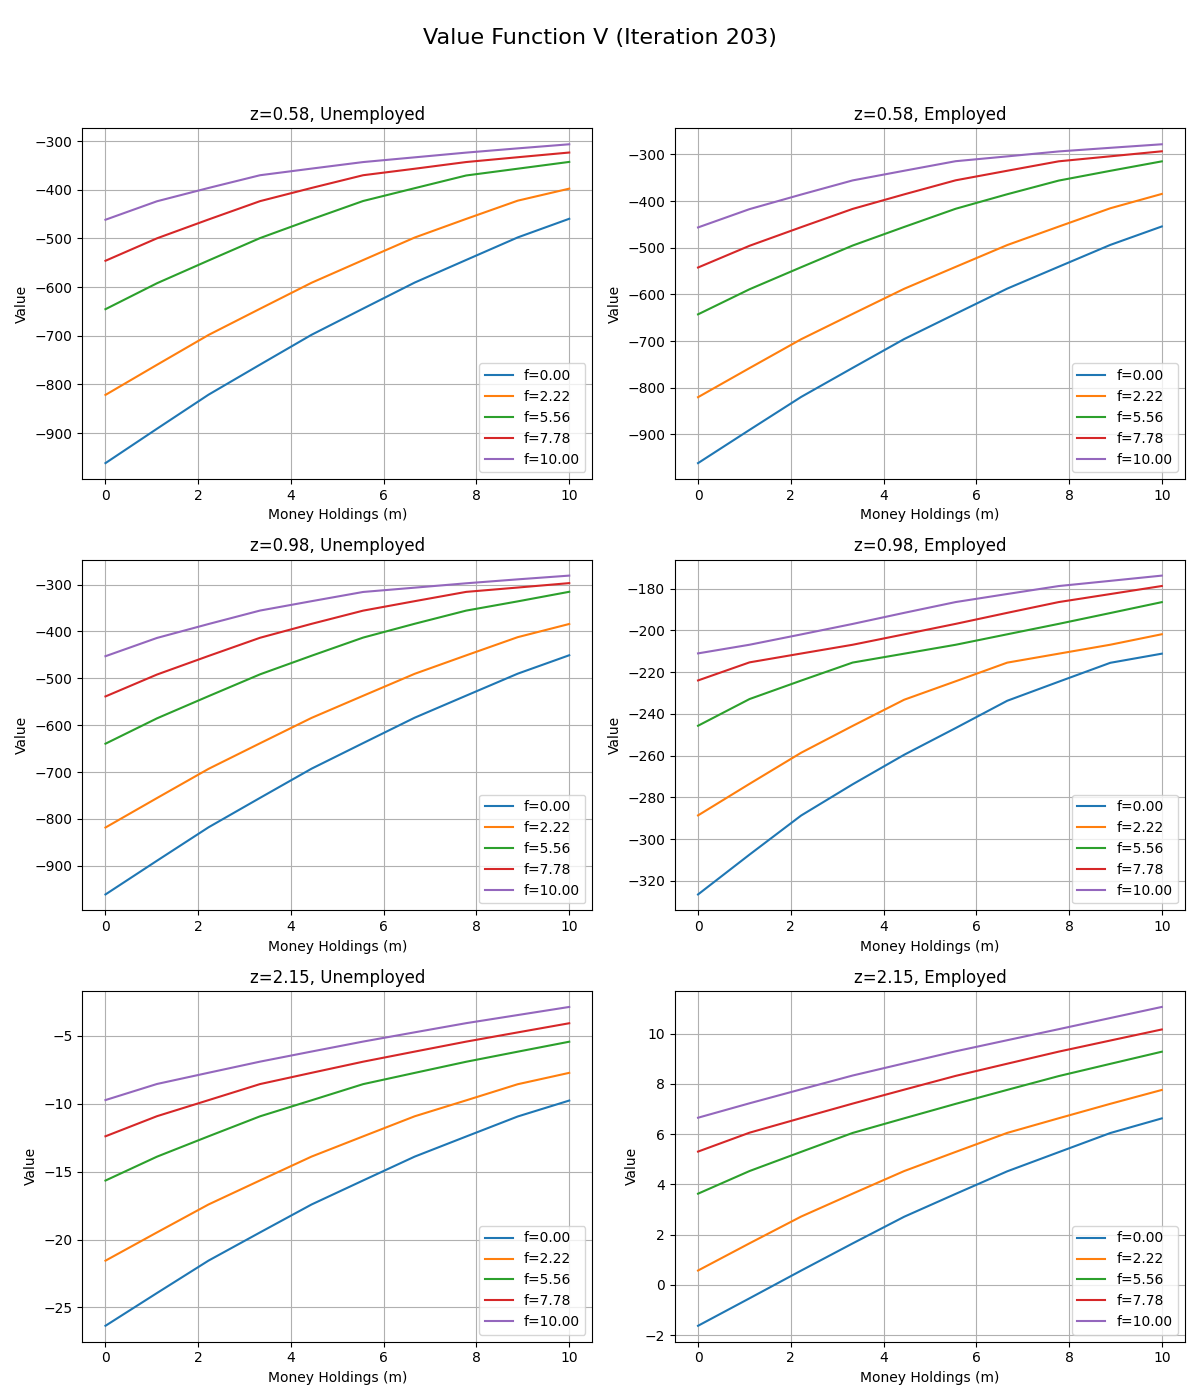 Value Function V (Iteration 203)
z=0.58, Unemployed
−300
−400
−500
−600
−700
−800
−900
Value
0 2 4 6 8 10
Money Holdings (m)
f=0.00
f=2.22
f=5.56
f=7.78
f=10.00
z=0.58, Employed
−300
−400
−500
−600
−700
−800
−900
Value
0 2 4 6 8 10
Money Holdings (m)
f=0.00
f=2.22
f=5.56
f=7.78
f=10.00
z=0.98, Unemployed
−300
−400
−500
−600
−700
−800
−900
Value
0 2 4 6 8 10
Money Holdings (m)
f=0.00
f=2.22
f=5.56
f=7.78
f=10.00
z=0.98, Employed
−180
−200
−220
−240
−260
−280
−300
−320
Value
0 2 4 6 8 10
Money Holdings (m)
f=0.00
f=2.22
f=5.56
f=7.78
f=10.00
z=2.15, Unemployed
−5
−10
−15
−20
−25
Value
0 2 4 6 8 10
Money Holdings (m)
f=0.00
f=2.22
f=5.56
f=7.78
f=10.00
z=2.15, Employed
10
8
6
4
2
0
−2
Value
0 2 4 6 8 10
Money Holdings (m)
f=0.00
f=2.22
f=5.56
f=7.78
f=10.00